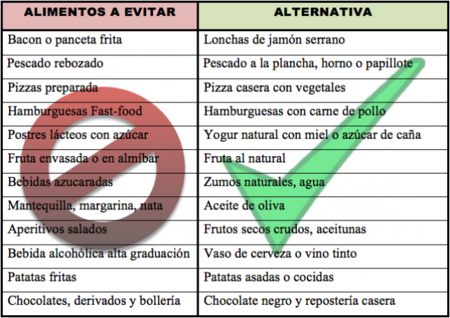 ALIMENTOS A EVITAR ALTERNATIVA
Bacon o panceta frita Lonchas de jamón serrano
Pescado rebozado Pescado a la plancha, horno o papillote
Pizzas preparada Pizza casera con vegetales
Hamburguesas Fast-food Hamburguesas con carne de pollo
Postres lácteos con azúcar Yogur natural con miel o azúcar de caña
Fruta envasada o en almíbar Fruta al natural
Bebidas azucaradas Zumos naturales, agua
Mantequilla, margarina, nata Aceite de oliva
Aperitivos salados Frutos secos crudos, aceitunas
Bebida alcohólica alta graduación Vaso de cerveza o vino tinto
Patatas fritas Patatas asadas o cocidas
Chocolates, derivados y bollería Chocolate negro y repostería casera